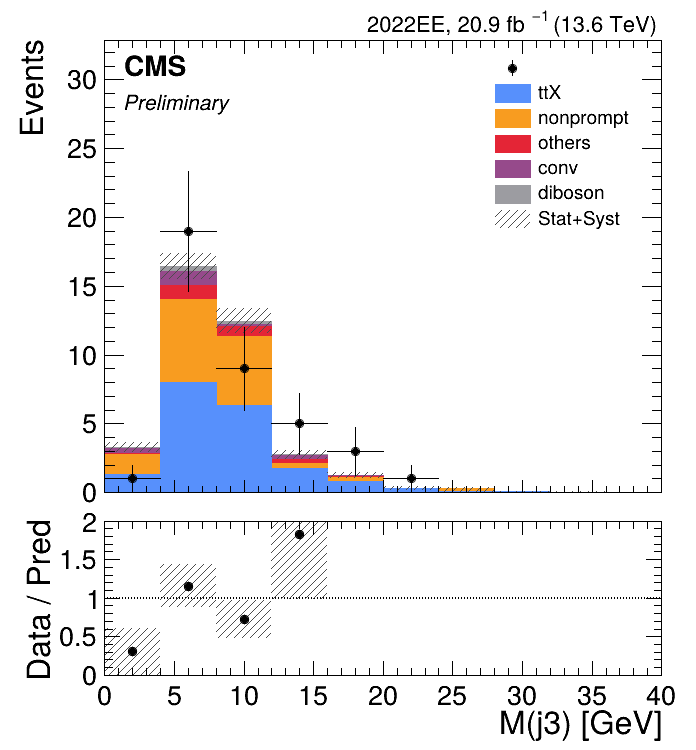 2022EE, 20.9 fb⁻¹ (13.6 TeV)
CMS
Preliminary
ttX
nonprompt
others
conv
diboson
Stat+Syst
Events
30
25
20
15
10
5
0
Data / Pred
2
1.5
1
0.5
0
0 5 10 15 20 25 30 35 40
M(j3) [GeV]